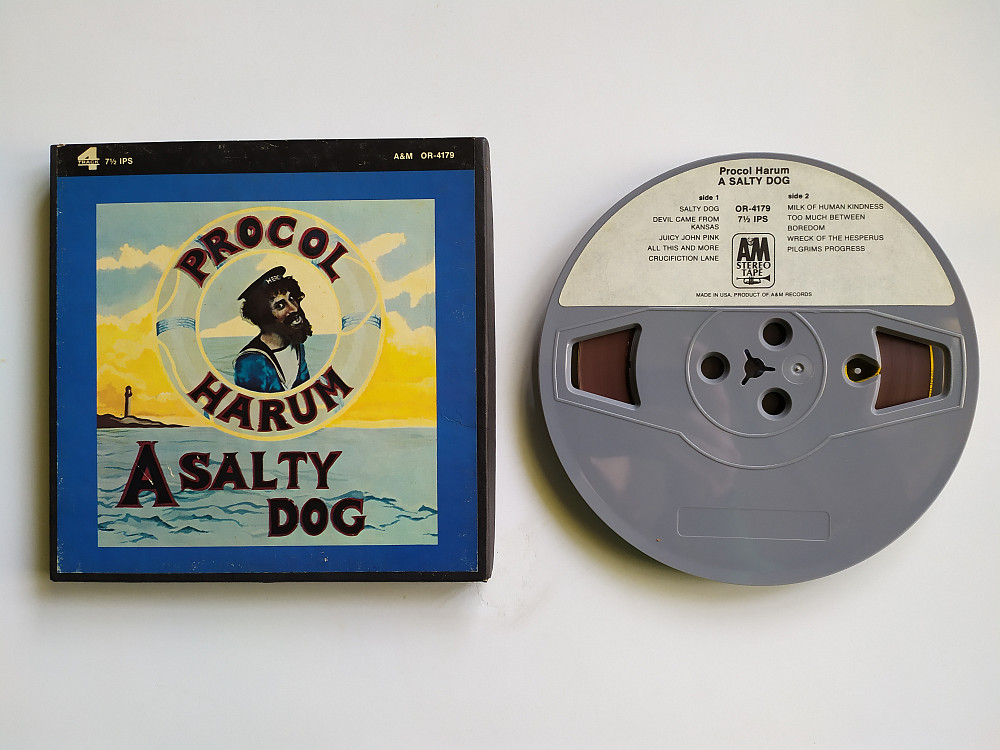 4 TRACK 7½ IPS
A&M OR-4179
PROCOL
HERO
HARUM
A SALTY
DOG
Procol Harum
A SALTY DOG
side 1
SALTY DOG
DEVIL CAME FROM
KANSAS
JUICY JOHN PINK
ALL THIS AND MORE
CRUCIFICTION LANE
OR-4179
7½ IPS
A&M
STEREO
TAPE
side 2
MILK OF HUMAN KINDNESS
TOO MUCH BETWEEN
BOREDOM
WRECK OF THE HESPERUS
PILGRIMS PROGRESS
MADE IN USA. PRODUCT OF A&M RECORDS